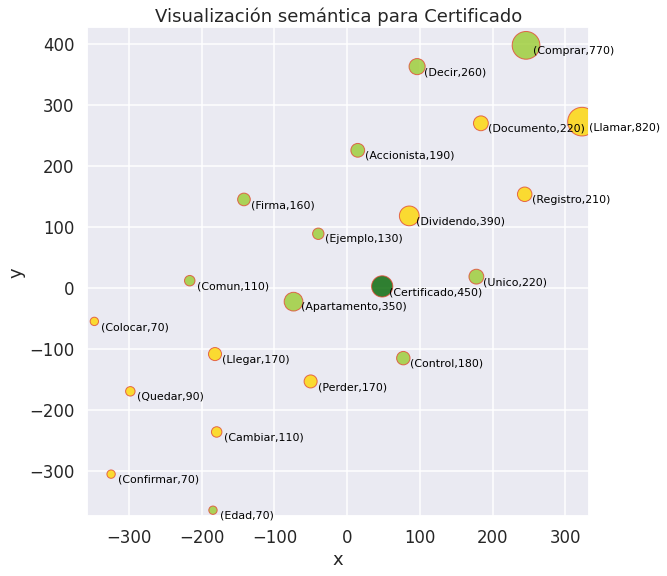 Visualización semántica para Certificado
400
(Comprar,770)
(Decir,260)
300
(Documento,220)
(Llamar,820)
(Accionista,190)
200
(Firma,160)
(Registro,210)
(Dividendo,390)
100
(Ejemplo,130)
y
0
(Comun,110)
(Unico,220)
(Certificado,450)
(Apartamento,350)
(Colocar,70)
−100
(Llegar,170)
(Control,180)
(Perder,170)
(Quedar,90)
−200
(Cambiar,110)
−300
(Confirmar,70)
(Edad,70)
−300 −200 −100 0 100 200 300
x